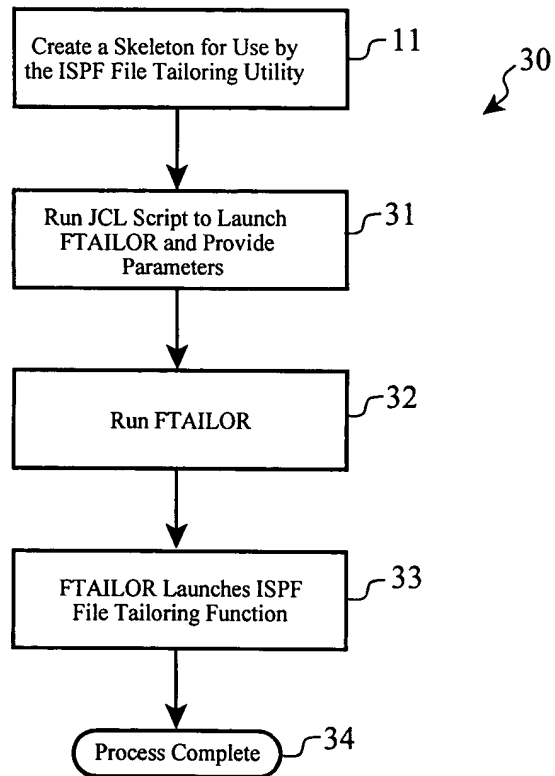 Create a Skeleton for Use by
the ISPF File Tailoring Utility
11
30
Run JCL Script to Launch
FTAILOR and Provide
Parameters
31
Run FTAILOR
32
FTAILOR Launches ISPF
File Tailoring Function
33
Process Complete
34